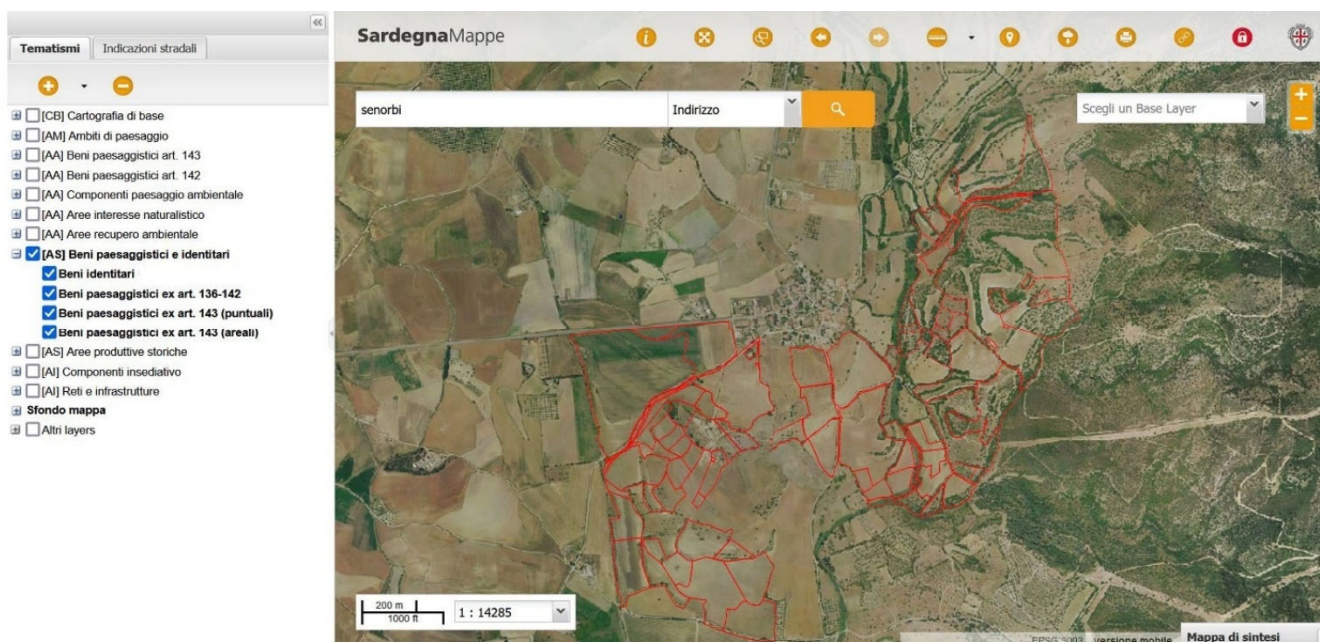 Tematismi
Indicazioni stradali
[CB] Cartografia di base
[AM] Ambiti di paesaggio
[AA] Beni paesaggistici art. 143
[AA] Beni paesaggistici art. 142
[AA] Componenti paesaggio ambientale
[AA] Aree interesse naturalistico
[AA] Aree recupero ambientale
[AS] Beni paesaggistici e identitari
Beni identitari
Beni paesaggistici ex art. 136-142
Beni paesaggistici ex art. 143 (puntuali)
Beni paesaggistici ex art. 143 (areali)
[AS] Aree produttive storiche
[AI] Componenti insediativo
[AI] Reti e infrastrutture
Sfondo mappa
Altri layers
SardegnaMappe
senorbi
Indirizzo
Scegli un Base Layer
200 m
1000 ft
1 : 14285
EPSG 3003
versione mobile
Mappa di sintesi